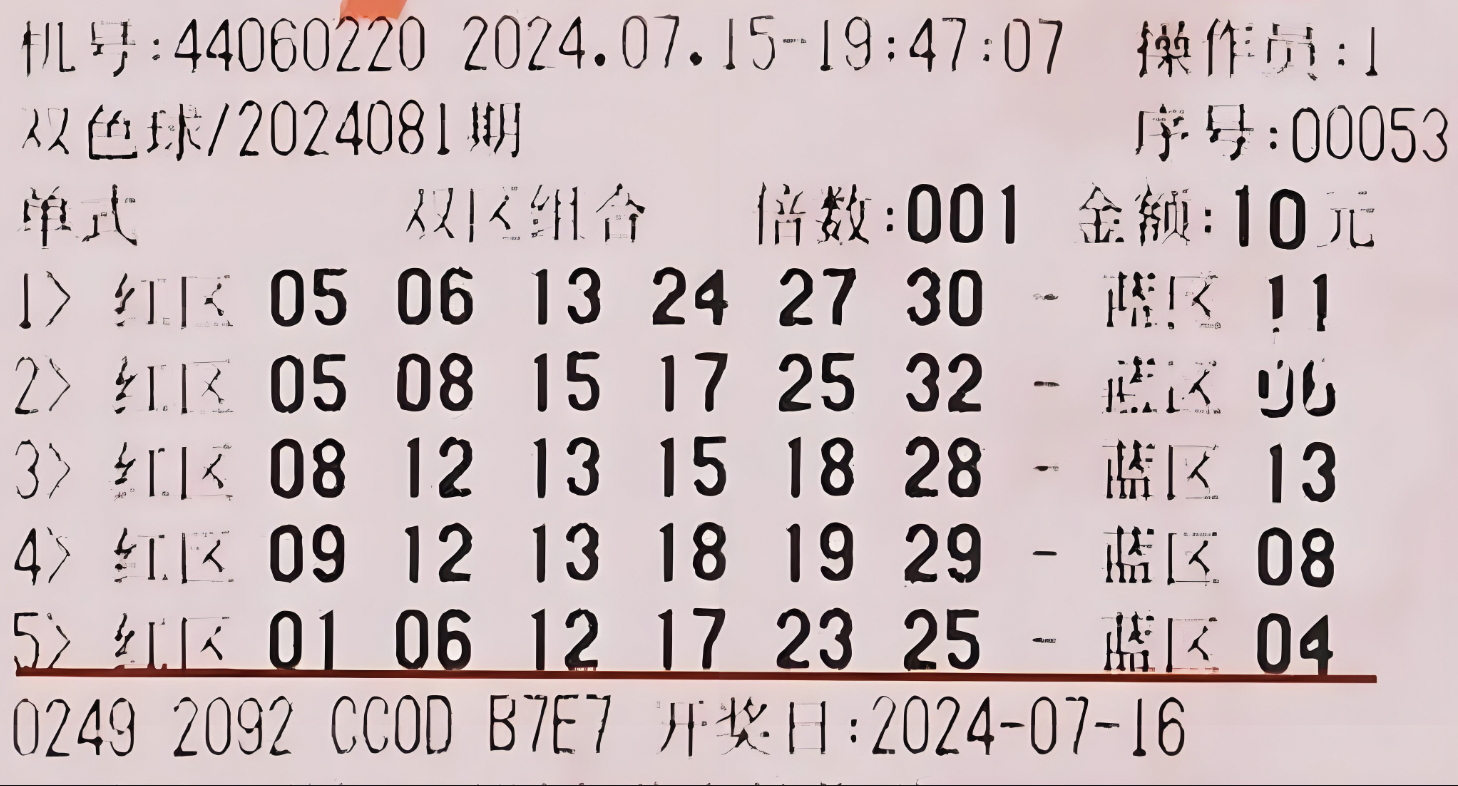 机号:44060220 2024.07.15-19:47:07 操作员:1
双色球/2024081期 序号:00053
单式 双区组合 倍数:001 金额:10元
1> 红区 05 06 13 24 27 30 - 蓝区 11
2> 红区 05 08 15 17 25 32 - 蓝区 06
3> 红区 08 12 13 15 18 28 - 蓝区 13
4> 红区 09 12 13 18 19 29 - 蓝区 08
5> 红区 01 06 12 17 23 25 - 蓝区 04
0249 2092 CC0D B7E7 开奖日:2024-07-16